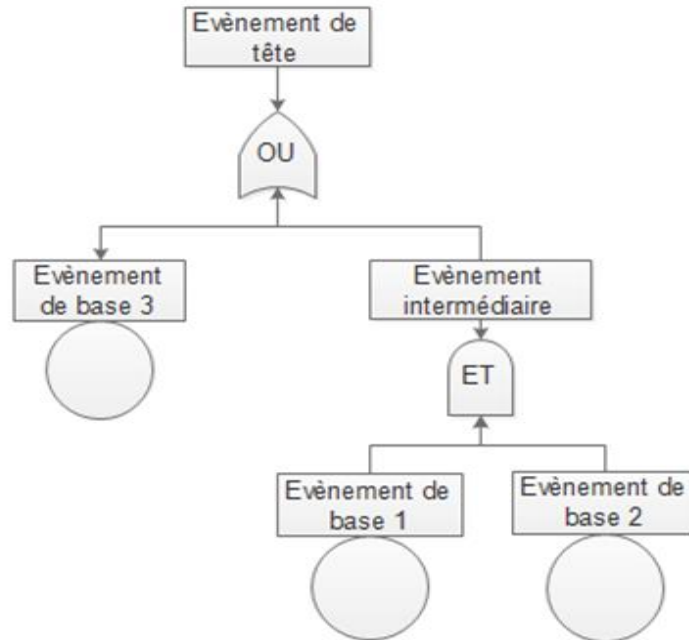 Evènement de
tête
OU
Evènement
de base 3
Evènement
intermédiaire
ET
Evènement de
base 1
Evènement de
base 2